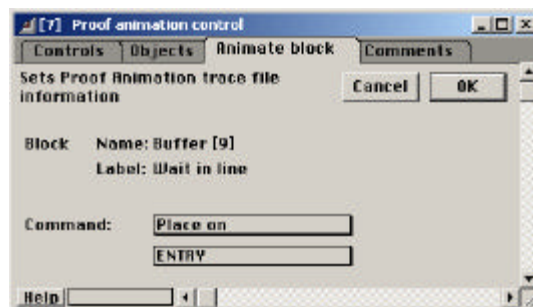 [7] Proof animation control
Controls Objects Animate block Comments
Sets Proof Animation trace file
information
Cancel OK
Block Name: Buffer [9]
Label: Wait in line
Command: Place on
ENTRY
Help